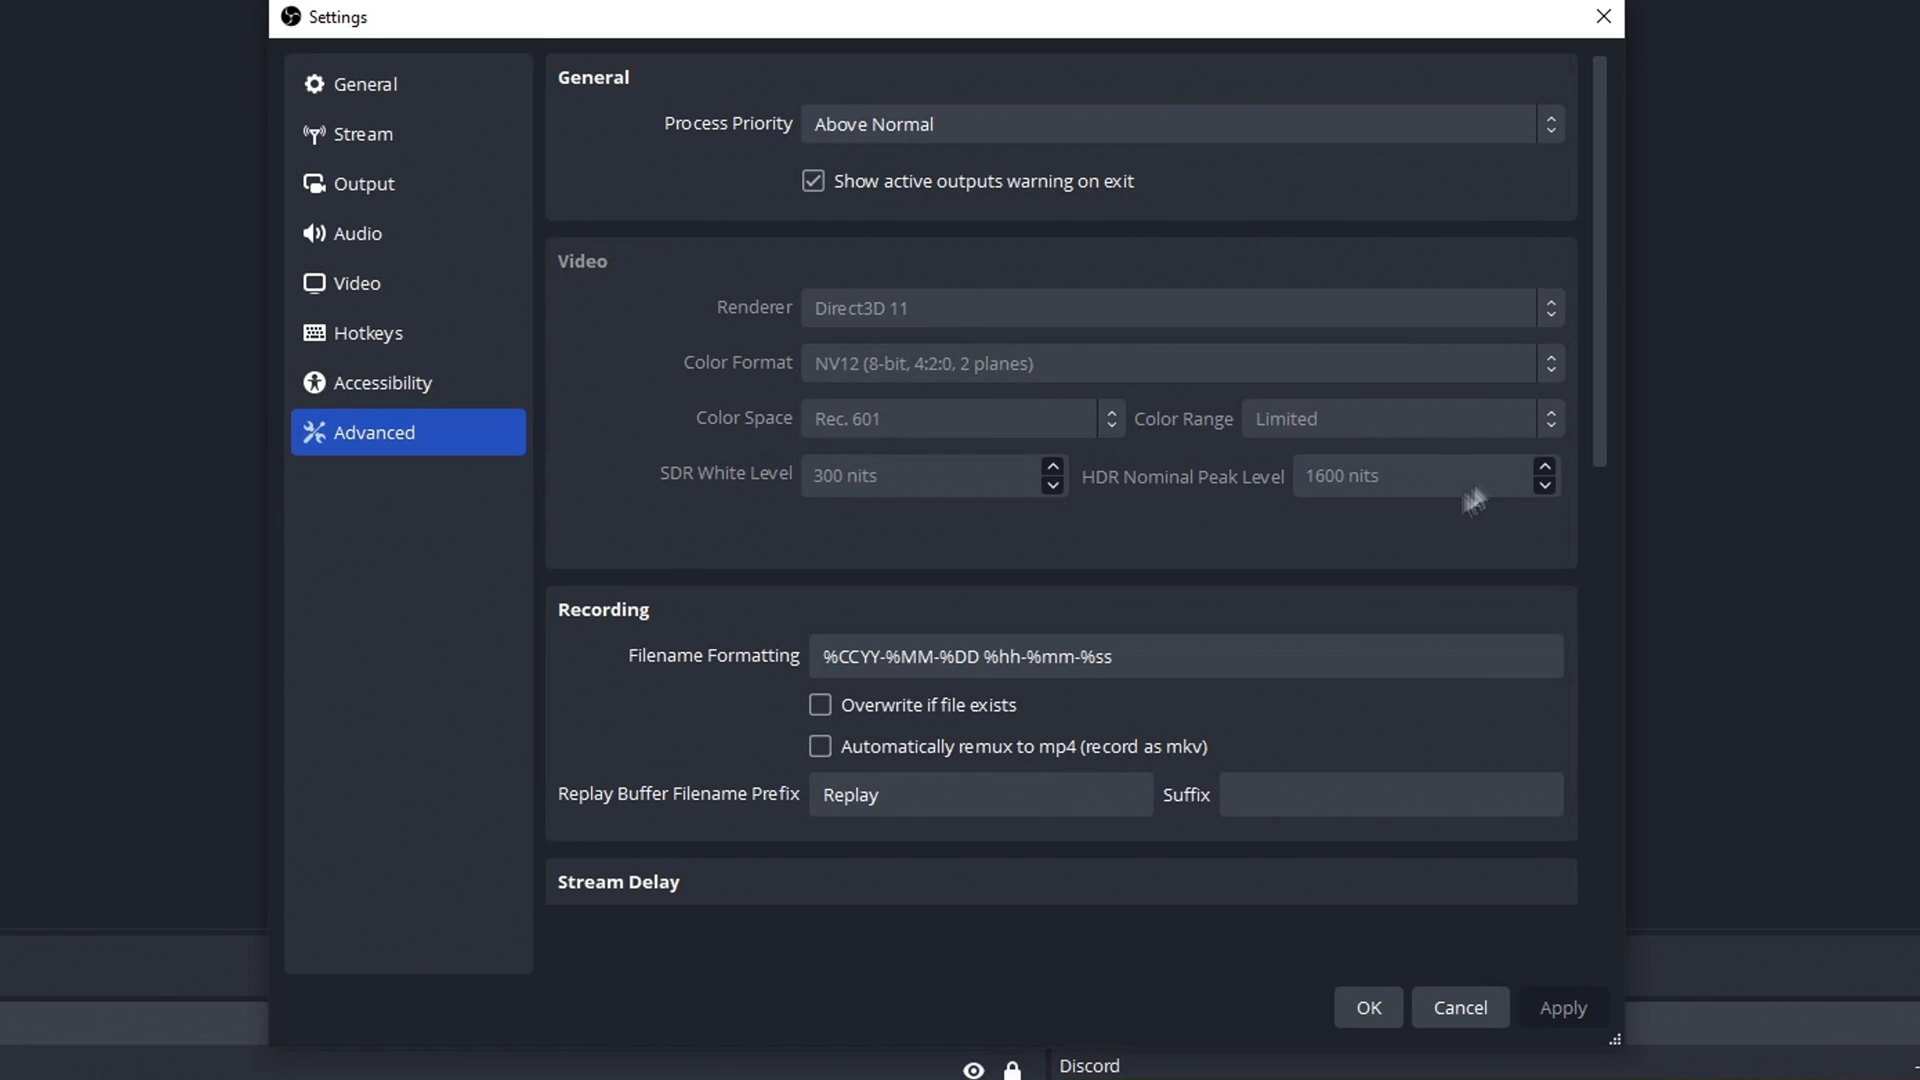 Settings
General
Stream
Output
Audio
Video
Hotkeys
Accessibility
Advanced
General
Process Priority Above Normal
Show active outputs warning on exit
Video
Renderer Direct3D 11
Color Format NV12 (8-bit, 4:2:0, 2 planes)
Color Space Rec. 601 Color Range Limited
SDR White Level 300 nits HDR Nominal Peak Level 1600 nits
Recording
Filename Formatting %CCYY-%MM-%DD %hh-%mm-%ss
Overwrite if file exists
Automatically remux to mp4 (record as mkv)
Replay Buffer Filename Prefix Replay Suffix
Stream Delay
OK Cancel Apply
Discord